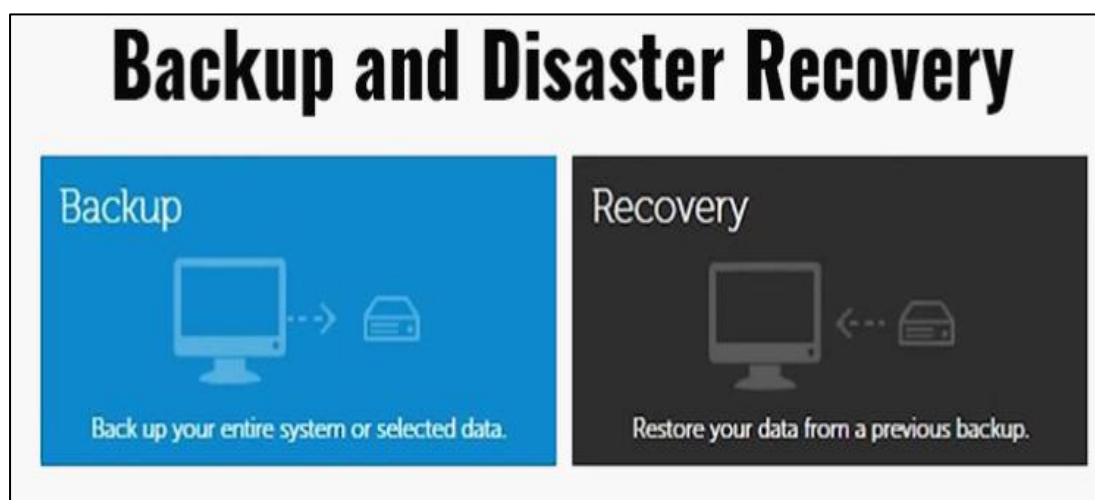 Backup and Disaster Recovery
Backup
Back up your entire system or selected data.
Recovery
Restore your data from a previous backup.